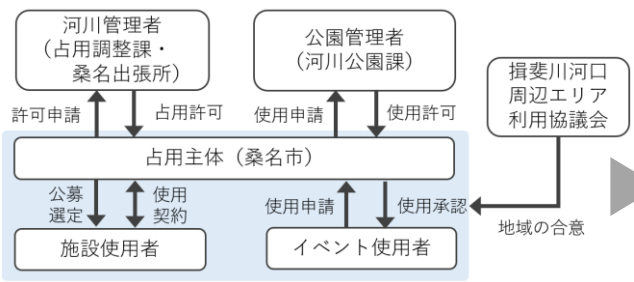 河川管理者
(占用調整課・
桑名出張所)
公園管理者
(河川公園課)
揖斐川河口
周辺エリア
利用協議会
許可申請
占用許可
使用申請
使用許可
占用主体(桑名市)
公募
選定
使用
契約
使用申請
使用承認
地域の合意
施設使用者
イベント使用者